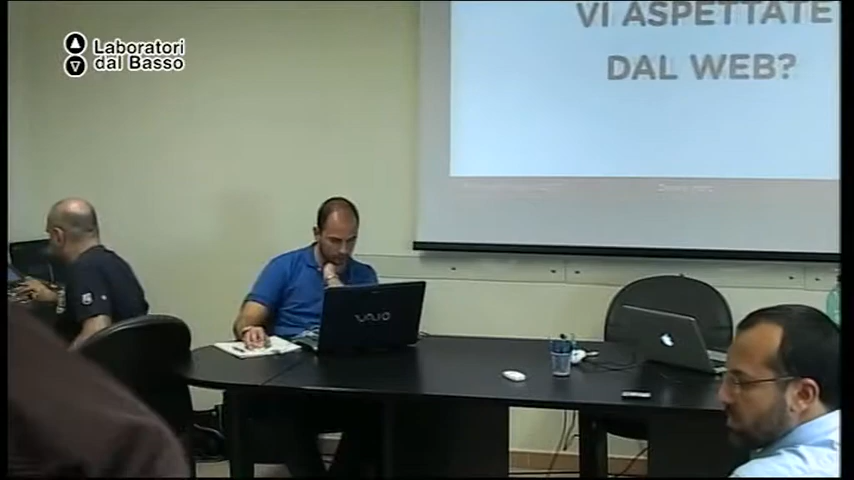 Laboratori
dal Basso
VI ASPETTATE
DAL WEB?
VAIO